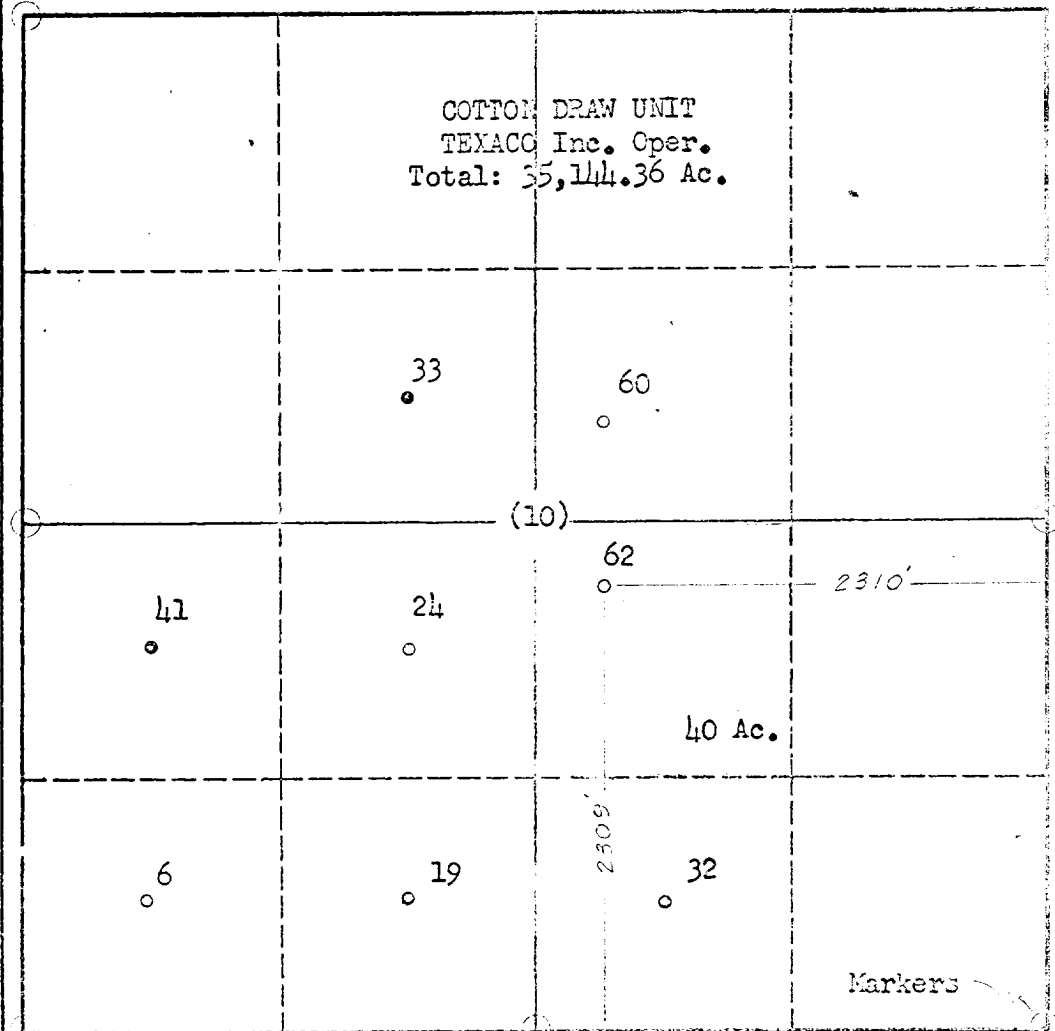 COTTON DRAW UNIT
TEXACO Inc. Oper.
Total: 35,144.36 Ac.
33
60
(10)
62
2310'
41
24
40 Ac.
2309'
6
19
32
Markers